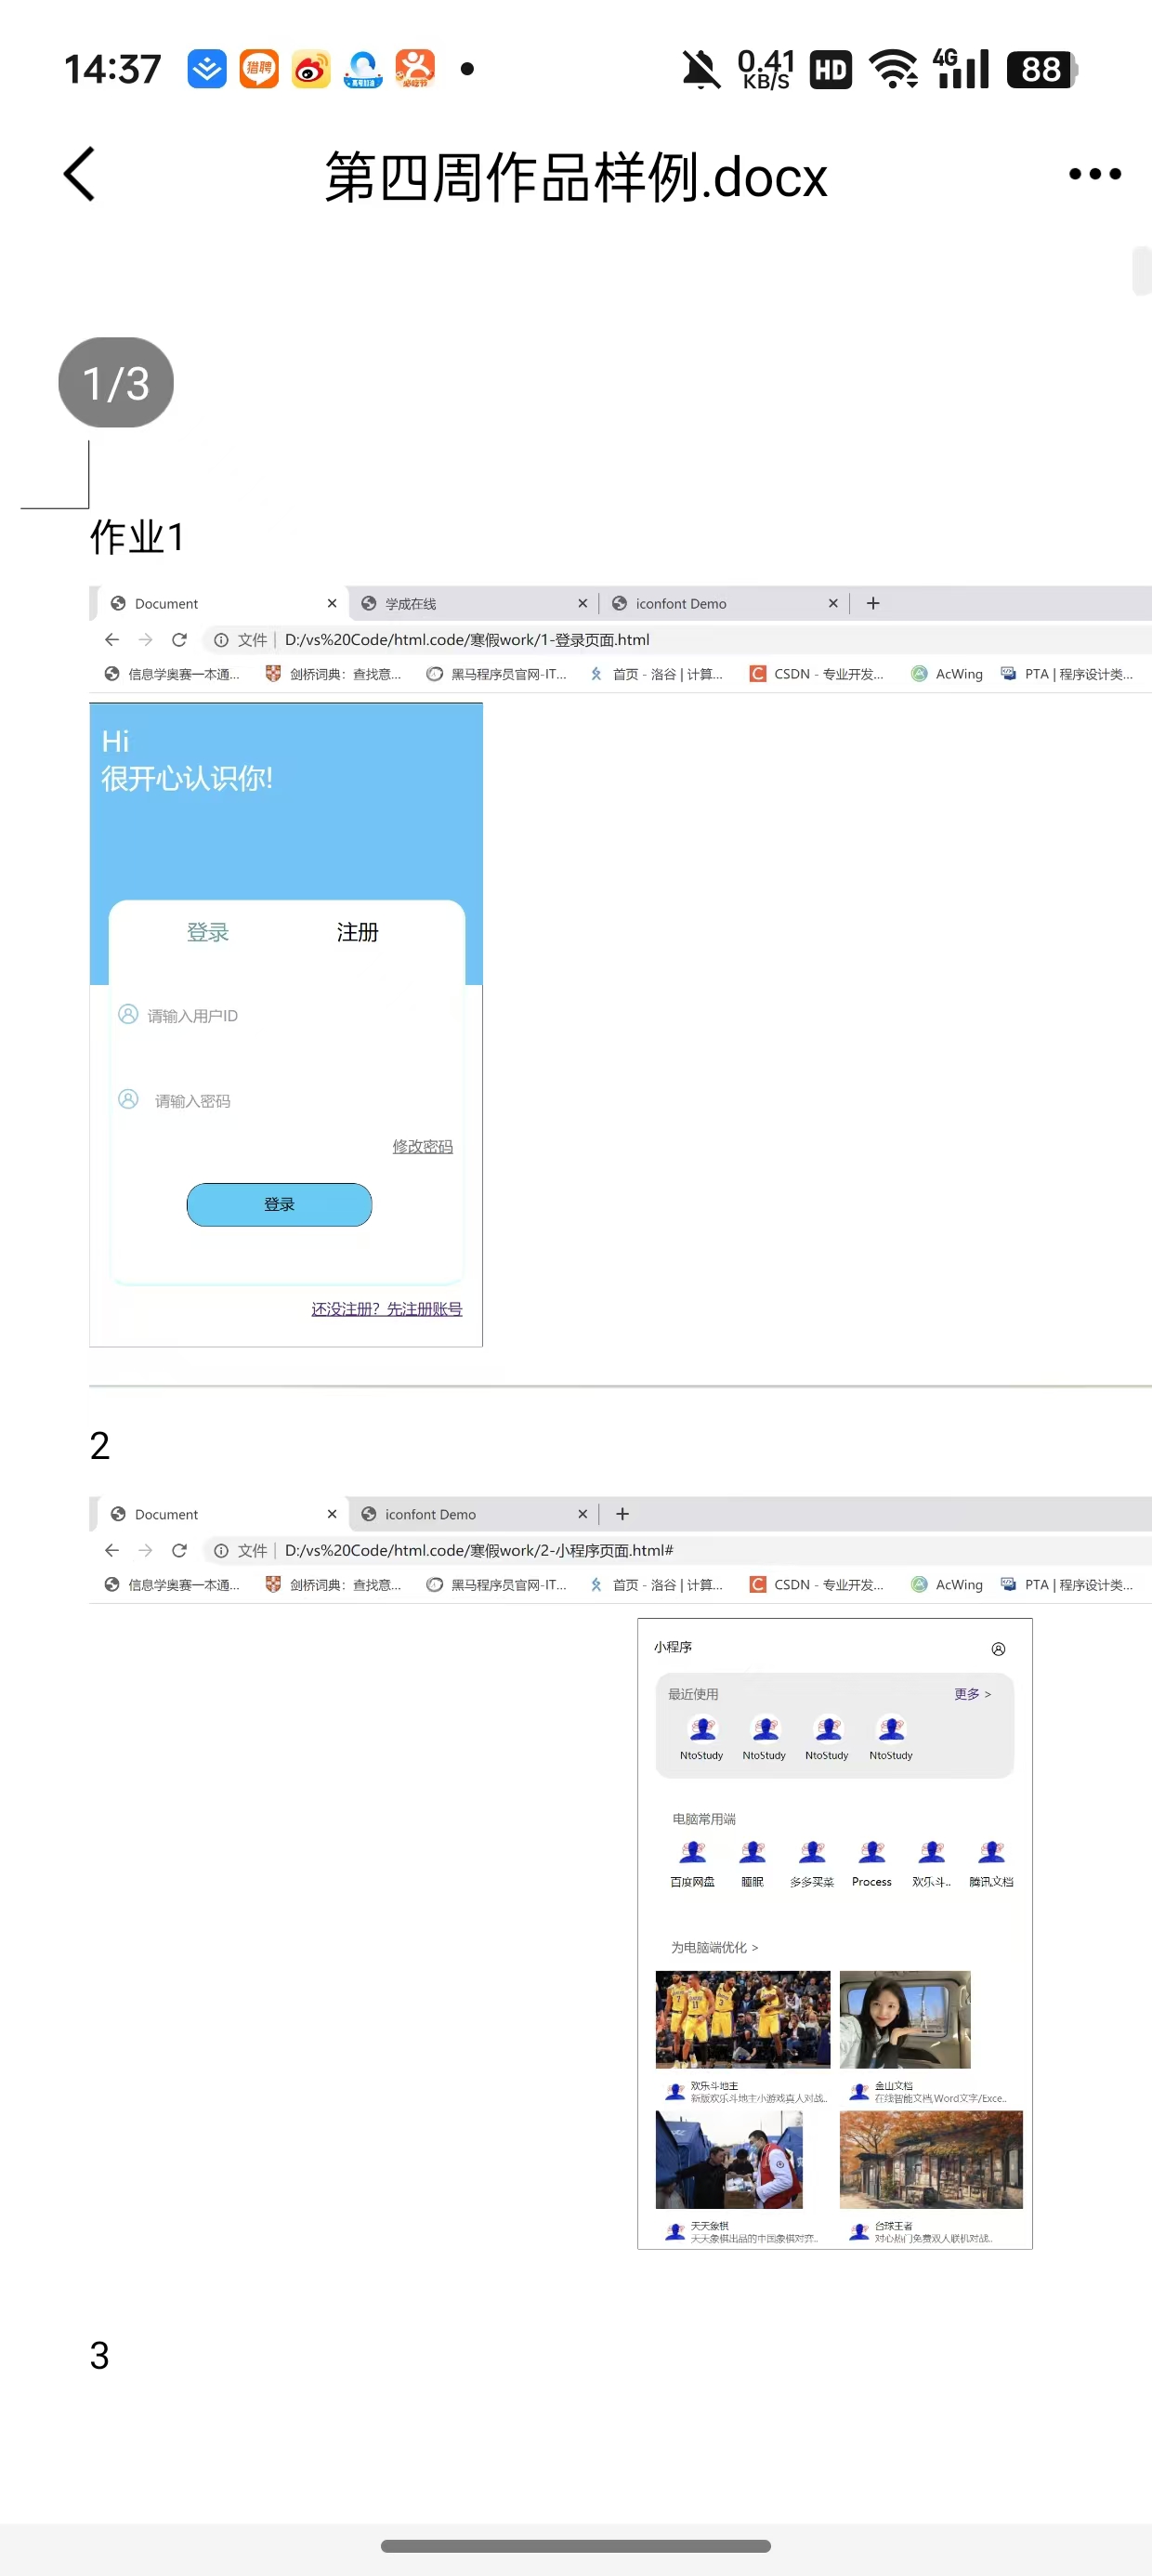 14:37
猎聘
0.41
KB/S
HD
4G
88
第四周作品样例.docx
1/3
作业1
Document
学成在线
iconfont Demo
文件
D:/vs%20Code/html.code/寒假work/1-登录页面.html
信息学奥赛一本通...
剑桥词典：查找意...
黑马程序员官网-IT...
首页 - 洛谷 | 计算...
CSDN - 专业开发...
AcWing
PTA | 程序设计类...
Hi
很开心认识你!
登录
注册
请输入用户ID
请输入密码
修改密码
登录
还没注册？先注册账号
2
Document
iconfont Demo
文件
D:/vs%20Code/html.code/寒假work/2-小程序页面.html#
信息学奥赛一本通...
剑桥词典：查找意...
黑马程序员官网-IT...
首页 - 洛谷 | 计算...
CSDN - 专业开发...
AcWing
PTA | 程序设计类...
小程序
最近使用
更多 >
NtoStudy
NtoStudy
NtoStudy
NtoStudy
电脑常用端
百度网盘
睡眠
多多买菜
Process
欢乐斗..
腾讯文档
为电脑端优化 >
欢乐斗地主
新版欢乐斗地主小游戏真人对战..
金山文档
在线智能文档,Word文字/Exce..
天天象棋
天天象棋出品的中国象棋对弈..
台球王者
对心热门免费双人联机对战..
3